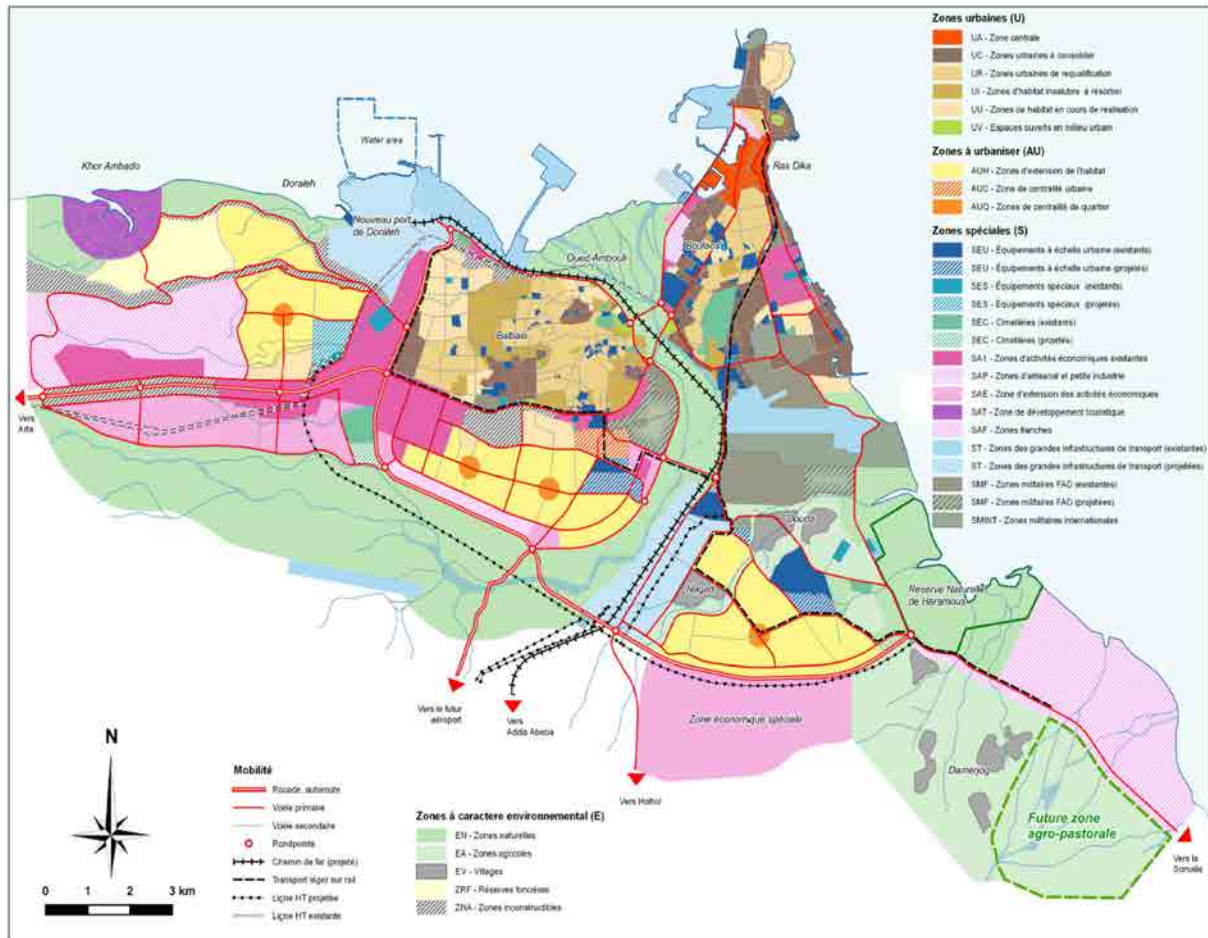 Zones urbaines (U)
UA - Zone centrale
UC - Zones urbaines à consolider
UR - Zones urbaines de requalification
UI - Zones d'habitat insalubre à résorber
UU - Zones de habitat en cours de réalisation
UV - Espaces ouverts en milieu urbain
Zones à urbaniser (AU)
AUH - Zones d'extension de l'habitat
AUC - Zone de centralité urbaine
AUQ - Zones de centralité de quartier
Zones spéciales (S)
SEU - Équipements à échelle urbaine (existants)
SEU - Équipements à échelle urbaine (projetés)
SES - Équipements spéciaux (existants)
SES - Équipements spéciaux (projetés)
SEC - Cimetières (existants)
SEC - Cimetières (projetés)
SA1 - Zones d'activités économiques existantes
SAP - Zones d'artisanat et petite industrie
SAE - Zone d'extension des activités économiques
SAT - Zone de développement touristique
SAF - Zones franches
ST - Zones des grandes infrastructures de transport (existantes)
ST - Zones des grandes infrastructures de transport (projetées)
SMF - Zones militaires FAD (existantes)
SMF - Zones militaires FAD (projetées)
SMINT - Zones militaires internationales
Water area
Khor Ambado
Doraleh
Ras Dika
Nouveau port
de Doraleh
Oued Ambouli
Boulaos
Balbala
Vers
Arta
Douda
Nagad
Réserve Naturelle
de Haramous
Vers le futur
aéroport
Vers
Addis Abeba
Zone économique spéciale
Vers Holhol
Damerjog
Future zone
agro-pastorale
Vers la
Somalie
N
0 1 2 3 km
Mobilité
Rocade, autoroute
Voirie primaire
Voirie secondaire
Rondpoints
Chemin de fer (projeté)
Transport léger sur rail
Ligne HT projetée
Ligne HT existante
Zones à caractere environnemental (E)
EN - Zones naturelles
EA - Zones agricoles
EV - Villages
ZRF - Réserves foncières
ZNA - Zones inconstructibles